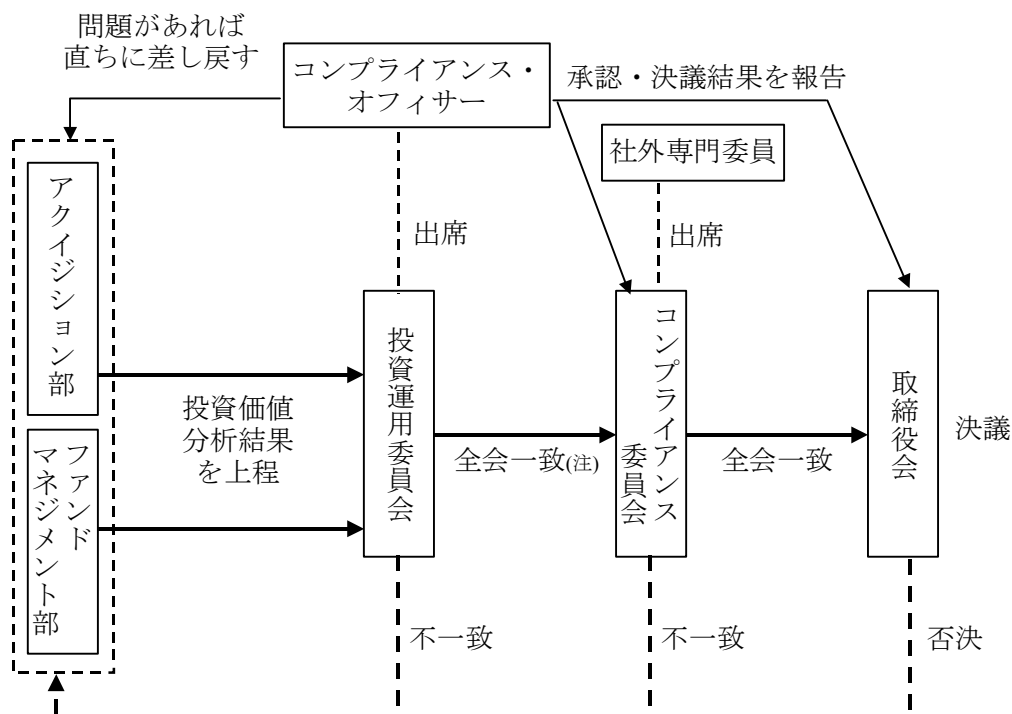 問題があれば
直ちに差し戻す
コンプライアンス・
オフィサー
承認・決議結果を報告
社外専門委員
出席
出席
アクイジション部
投資価値
分析結果
を上程
投資運用委員会
全会一致(注)
コンプライアンス
委員会
全会一致
取締役会
決議
ファンド
マネジメント部
不一致
不一致
否決